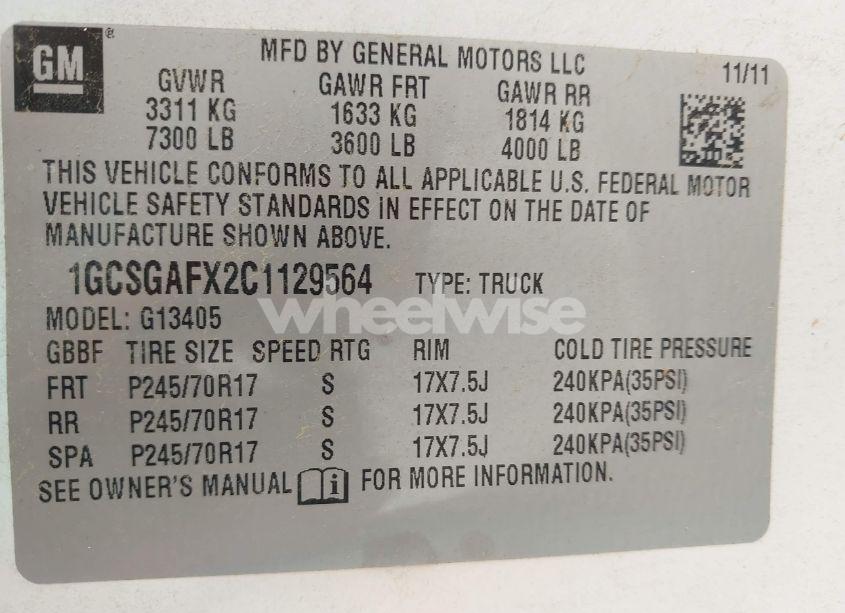 GM
MFD BY GENERAL MOTORS LLC 11/11
GVWR GAWR FRT GAWR RR
3311 KG 1633 KG 1814 KG
7300 LB 3600 LB 4000 LB
THIS VEHICLE CONFORMS TO ALL APPLICABLE U.S. FEDERAL MOTOR
VEHICLE SAFETY STANDARDS IN EFFECT ON THE DATE OF
MANUFACTURE SHOWN ABOVE.
1GCSGAFX2C1129564 TYPE: TRUCK
wheelwise
MODEL: G13405
GBBF TIRE SIZE SPEED RTG RIM COLD TIRE PRESSURE
FRT P245/70R17 S 17X7.5J 240KPA(35PSI)
RR P245/70R17 S 17X7.5J 240KPA(35PSI)
SPA P245/70R17 S 17X7.5J 240KPA(35PSI)
SEE OWNER'S MANUAL i FOR MORE INFORMATION.